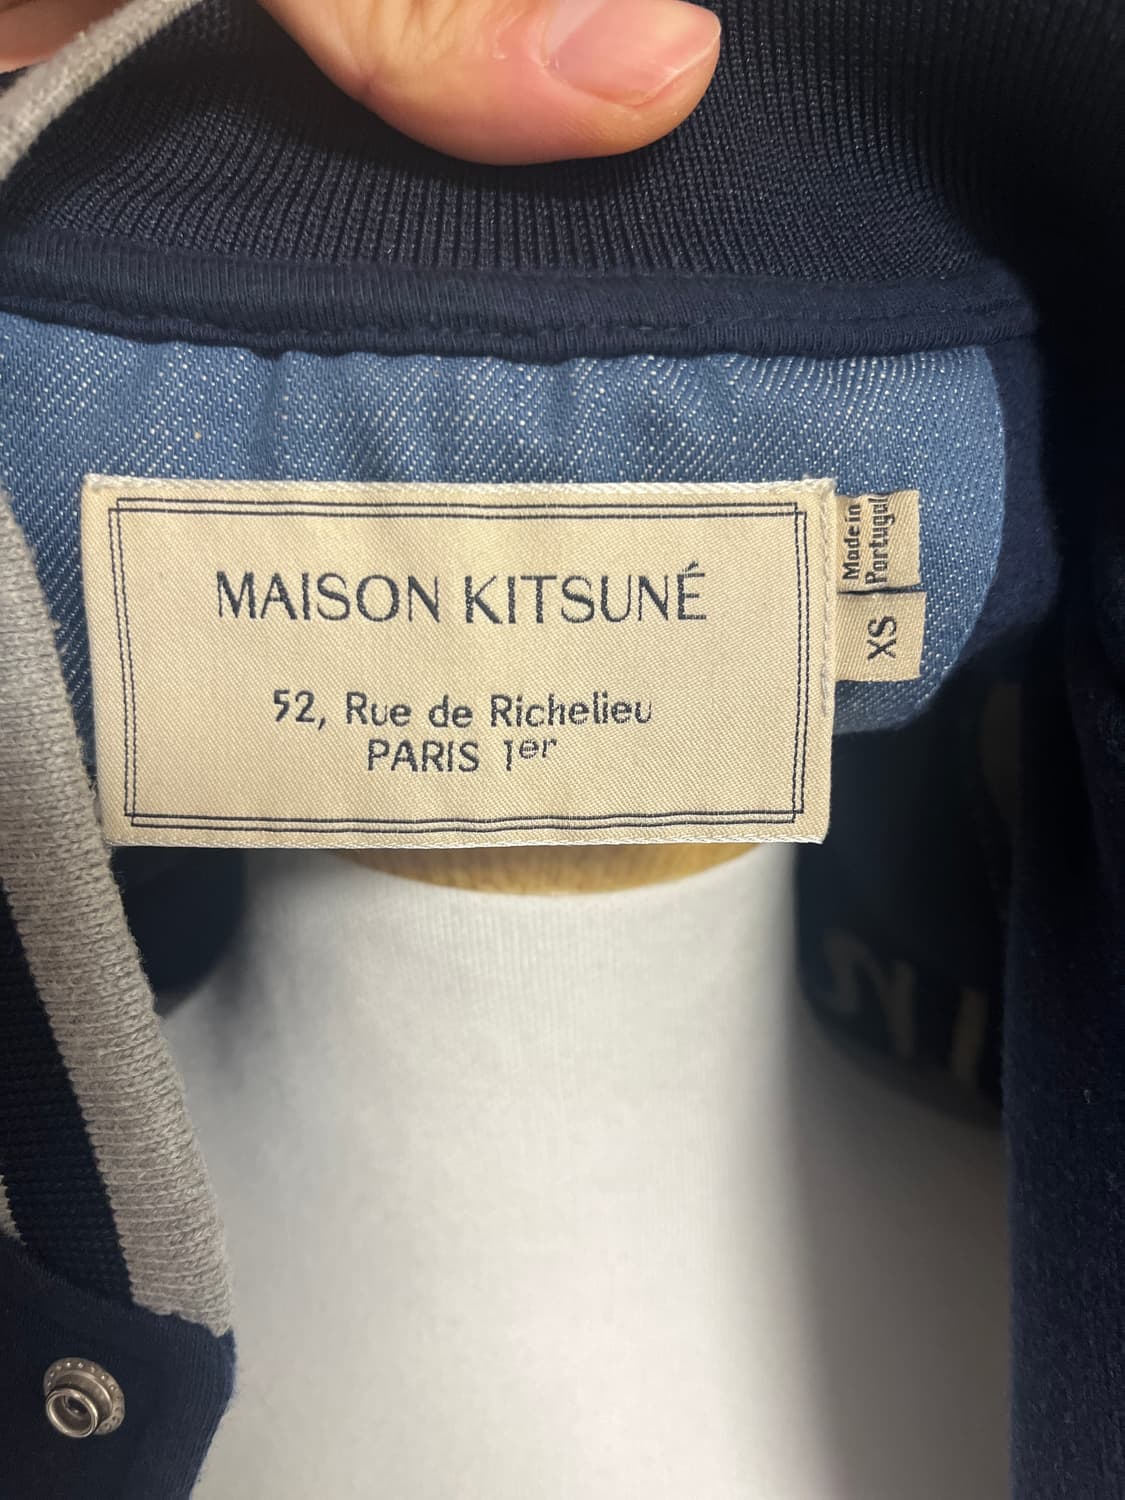 MAISON KITSUNÉ
52, Rue de Richelieu
PARIS 1er
Made in
Portugal
XS